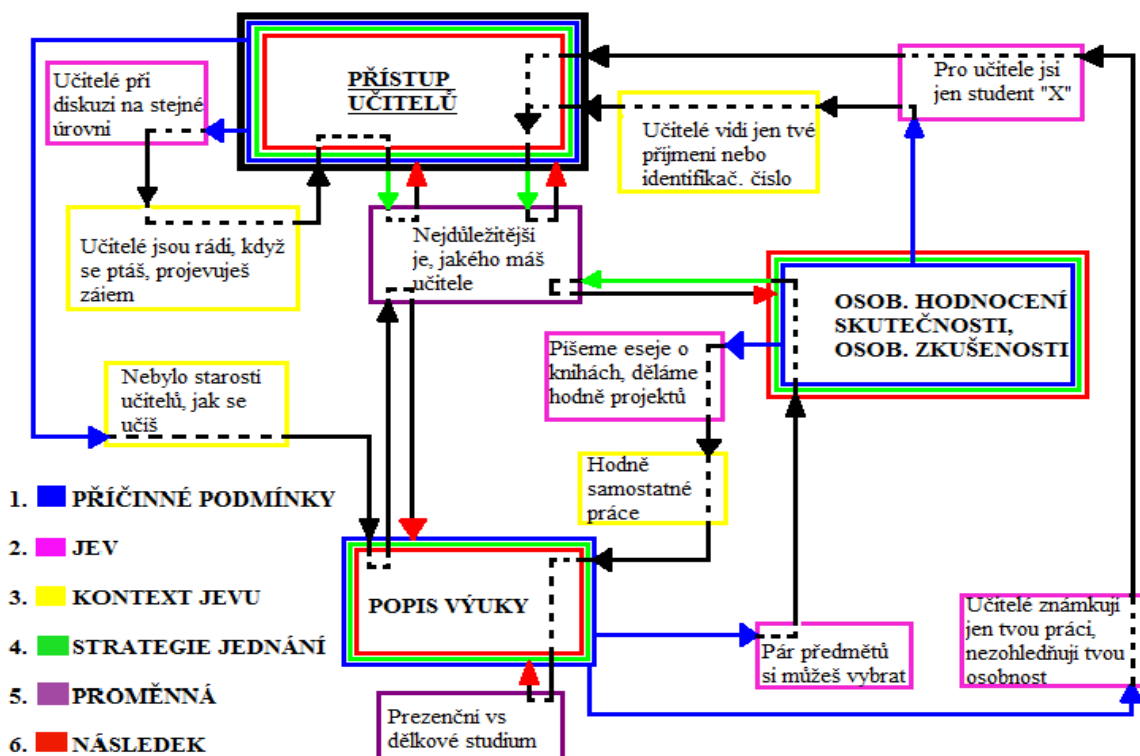 PŘÍSTUP
UČITELŮ
Učitelé při
diskuzi na stejné
úrovni
Pro učitele jsi
jen student "X"
Učitelé vidí jen tvé
příjmení nebo
identifikač. číslo
Učitelé jsou rádi, když
se ptáš, projevuješ
zájem
Nejdůležitější
je, jakého máš
učitele
OSOB. HODNOCENÍ
SKUTEČNOSTI,
OSOB. ZKUŠENOSTI
Píšeme eseje o
knihách, děláme
hodně projektů
Nebylo starosti
učitelů, jak se
učíš
Hodně
samostatné
práce
POPIS VÝUKY
Pár předmětů
si můžeš vybrat
Učitelé známkují
jen tvou práci,
nezohledňují tvou
osobnost
Prezenční vs
délkové studium
1. PŘÍČINNÉ PODMÍNKY
2. JEV
3. KONTEXT JEVU
4. STRATEGIE JEDNÁNÍ
5. PROMĚNNÁ
6. NÁSLEDEK